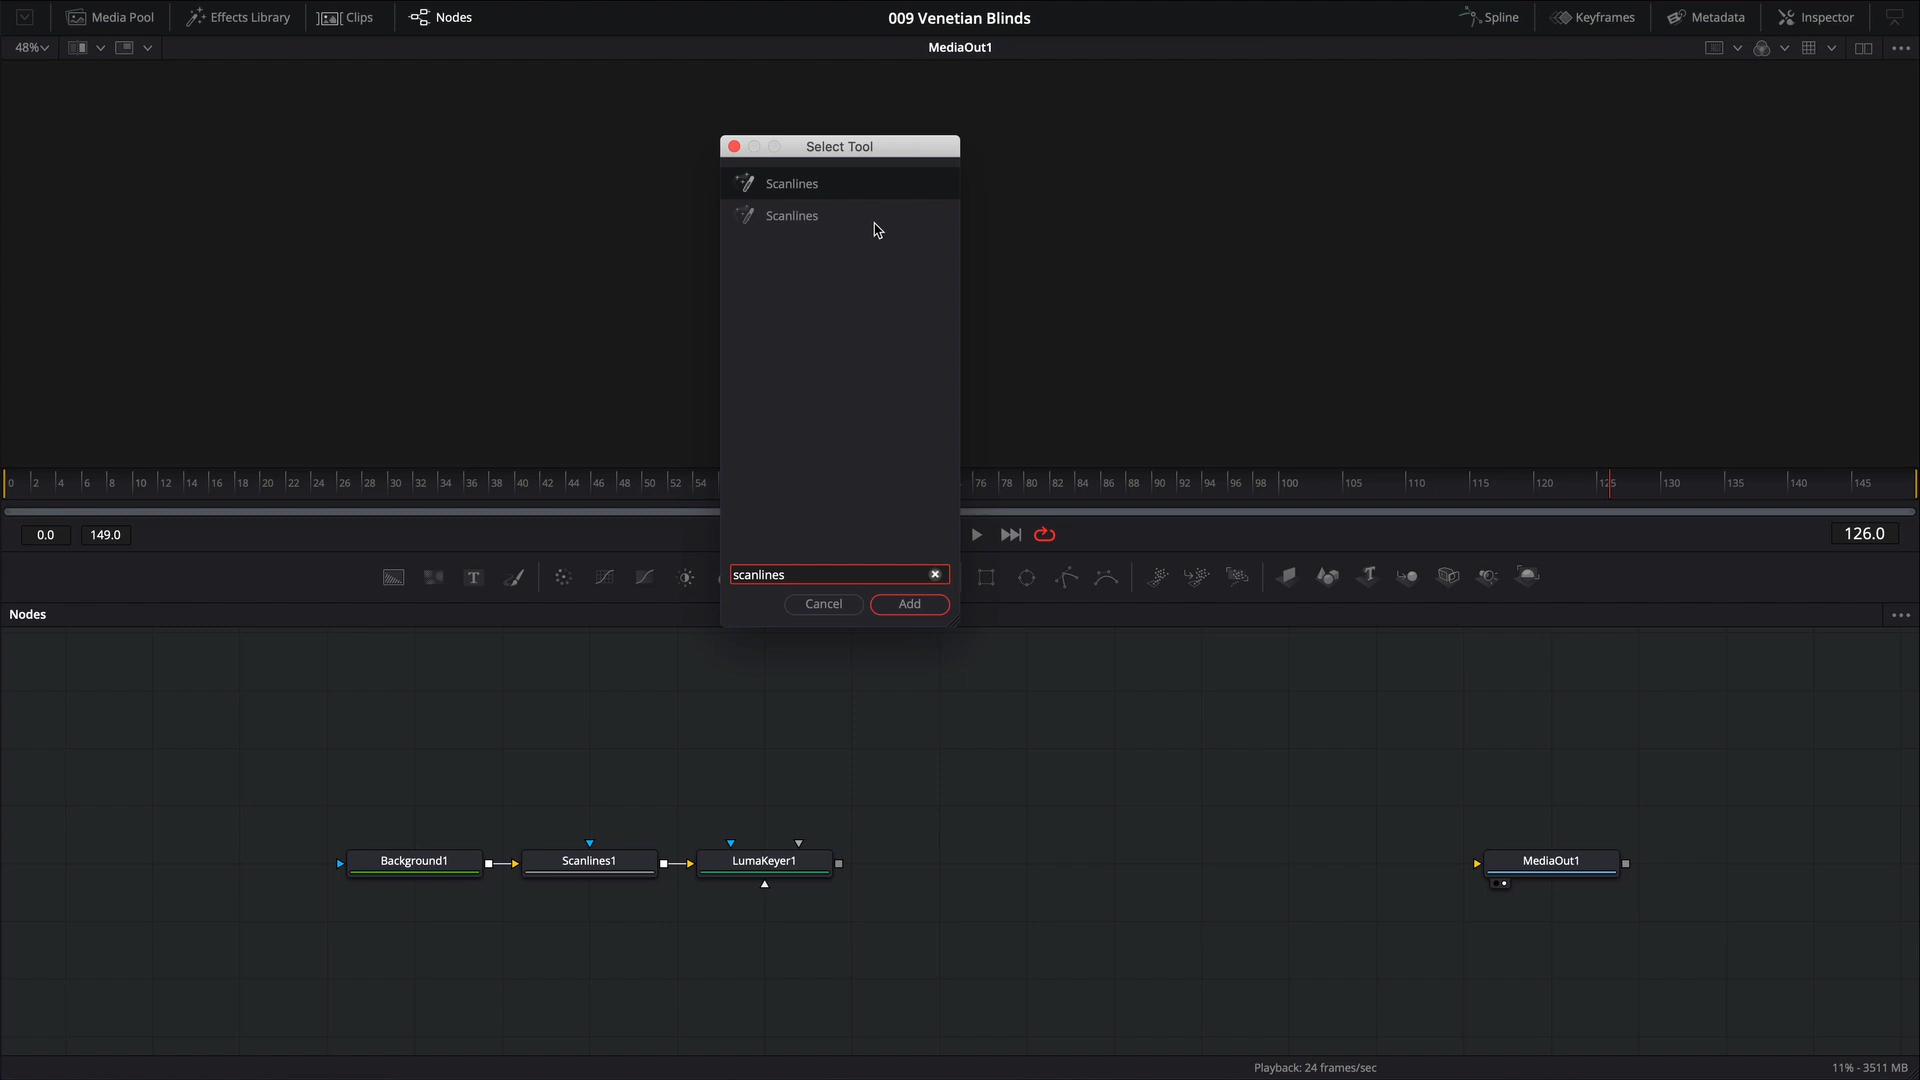 Media Pool Effects Library Clips Nodes 009 Venetian Blinds Spline Keyframes Metadata Inspector
48% MediaOut1
Select Tool
Scanlines
Scanlines
0 2 4 6 8 10 12 14 16 18 20 22 24 26 28 30 32 34 36 38 40 42 44 46 48 50 52 54 76 78 80 82 84 86 88 90 92 94 96 98 100 105 110 115 120 125 130 135 140 145
0.0 149.0 126.0
scanlines
Cancel Add
Nodes
Background1 Scanlines1 LumaKeyer1 MediaOut1
Playback: 24 frames/sec 11% - 3511 MB